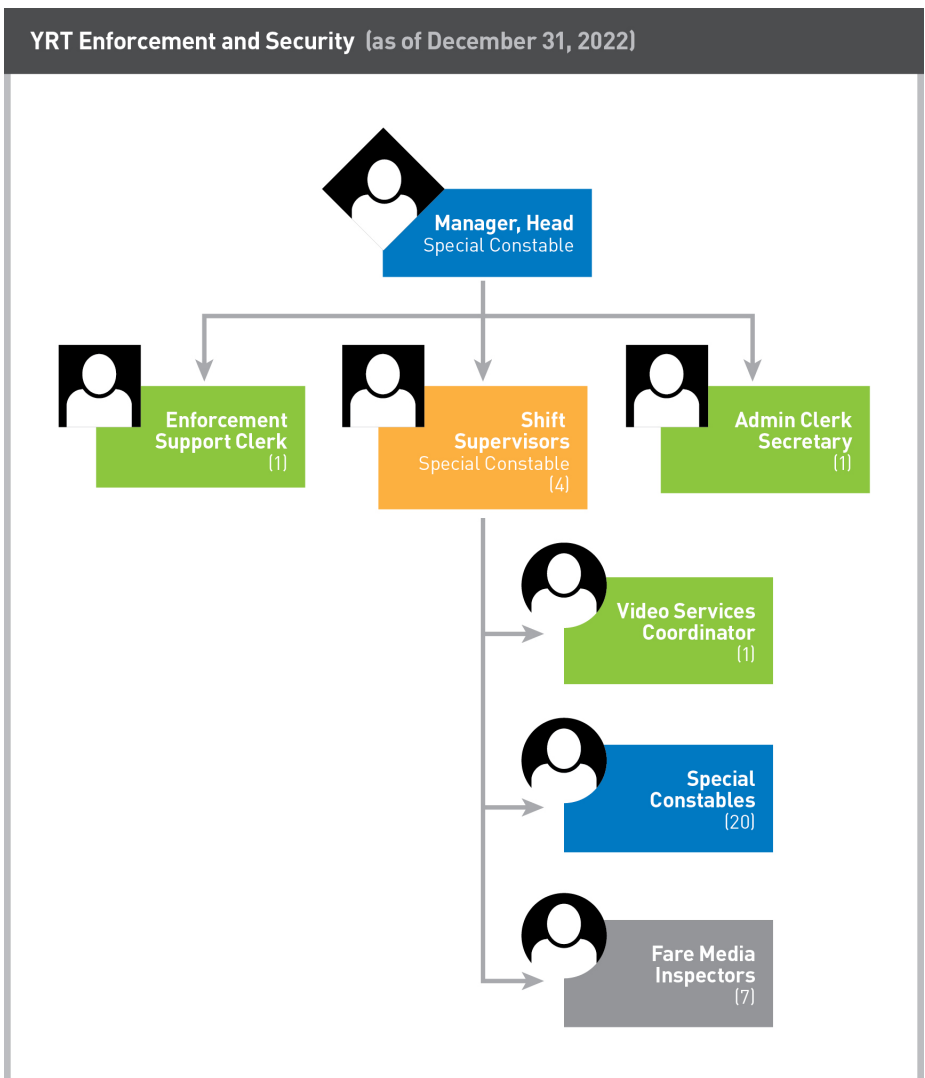 YRT Enforcement and Security (as of December 31, 2022)
Manager, Head
Special Constable
Enforcement
Support Clerk
(1)
Shift
Supervisors
Special Constable
(4)
Admin Clerk
Secretary
(1)
Video Services
Coordinator
(1)
Special
Constables
(20)
Fare Media
Inspectors
(7)